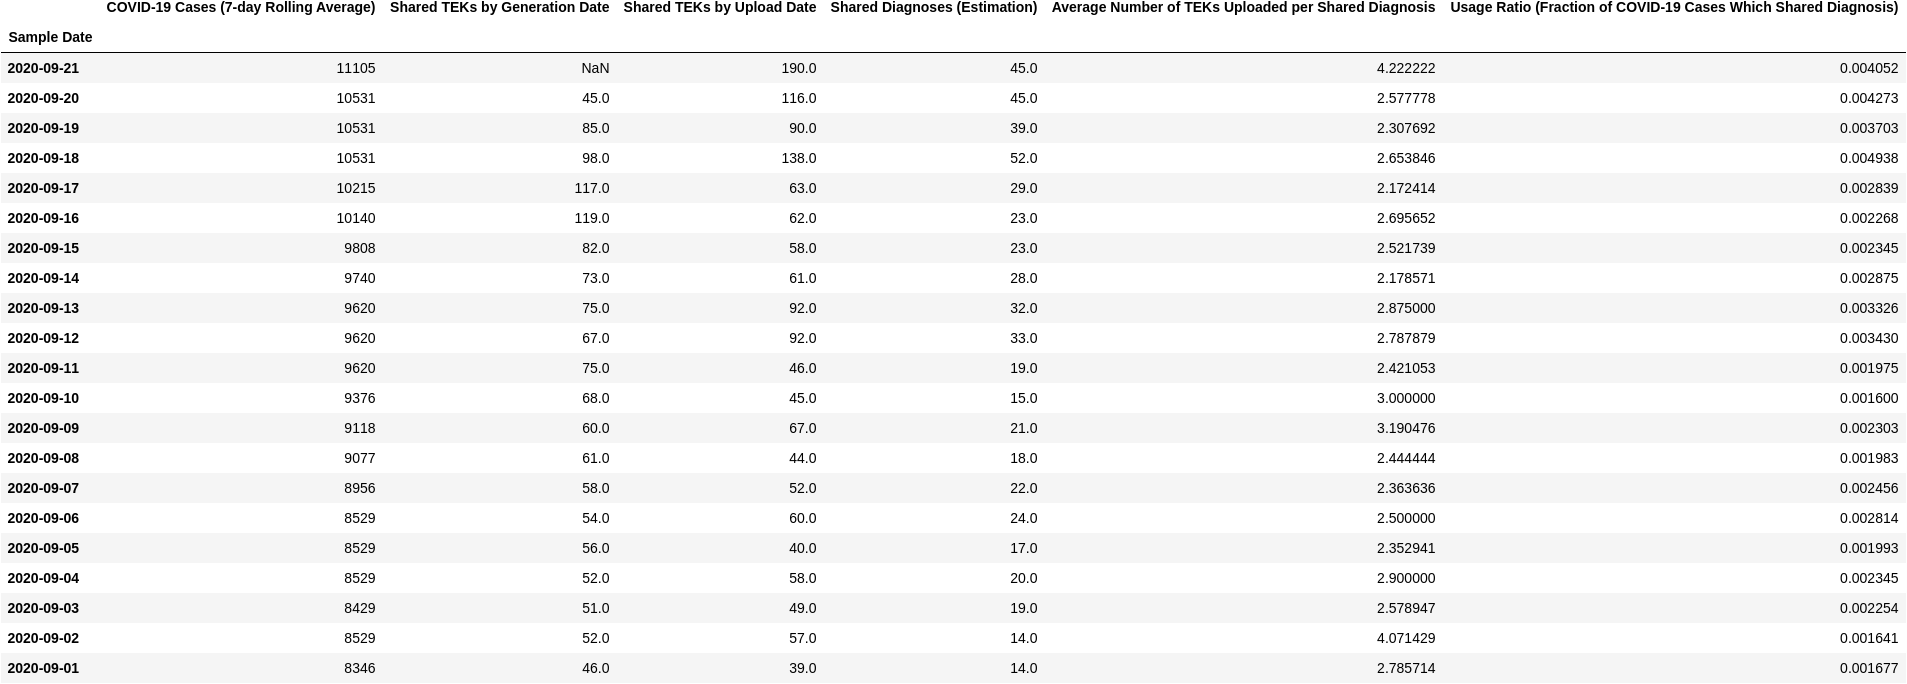 COVID-19 Cases (7-day Rolling Average) Shared TEKs by Generation Date Shared TEKs by Upload Date Shared Diagnoses (Estimation) Average Number of TEKs Uploaded per Shared Diagnosis Usage Ratio (Fraction of COVID-19 Cases Which Shared Diagnosis)
Sample Date
2020-09-21 11105 NaN 190.0 45.0 4.222222 0.004052
2020-09-20 10531 45.0 116.0 45.0 2.577778 0.004273
2020-09-19 10531 85.0 90.0 39.0 2.307692 0.003703
2020-09-18 10531 98.0 138.0 52.0 2.653846 0.004938
2020-09-17 10215 117.0 63.0 29.0 2.172414 0.002839
2020-09-16 10140 119.0 62.0 23.0 2.695652 0.002268
2020-09-15 9808 82.0 58.0 23.0 2.521739 0.002345
2020-09-14 9740 73.0 61.0 28.0 2.178571 0.002875
2020-09-13 9620 75.0 92.0 32.0 2.875000 0.003326
2020-09-12 9620 67.0 92.0 33.0 2.787879 0.003430
2020-09-11 9620 75.0 46.0 19.0 2.421053 0.001975
2020-09-10 9376 68.0 45.0 15.0 3.000000 0.001600
2020-09-09 9118 60.0 67.0 21.0 3.190476 0.002303
2020-09-08 9077 61.0 44.0 18.0 2.444444 0.001983
2020-09-07 8956 58.0 52.0 22.0 2.363636 0.002456
2020-09-06 8529 54.0 60.0 24.0 2.500000 0.002814
2020-09-05 8529 56.0 40.0 17.0 2.352941 0.001993
2020-09-04 8529 52.0 58.0 20.0 2.900000 0.002345
2020-09-03 8429 51.0 49.0 19.0 2.578947 0.002254
2020-09-02 8529 52.0 57.0 14.0 4.071429 0.001641
2020-09-01 8346 46.0 39.0 14.0 2.785714 0.001677